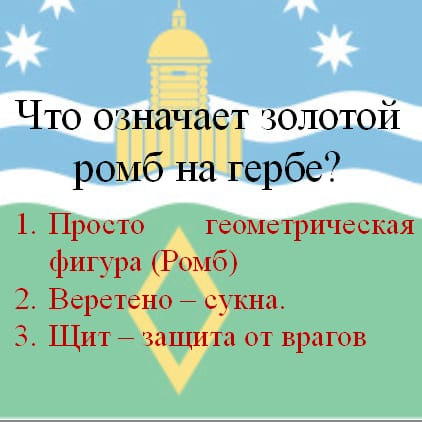 Что означает золотой
ромб на гербе?
1. Просто геометрическая
фигура (Ромб)
2. Веретено – сукна.
3. Щит – защита от врагов